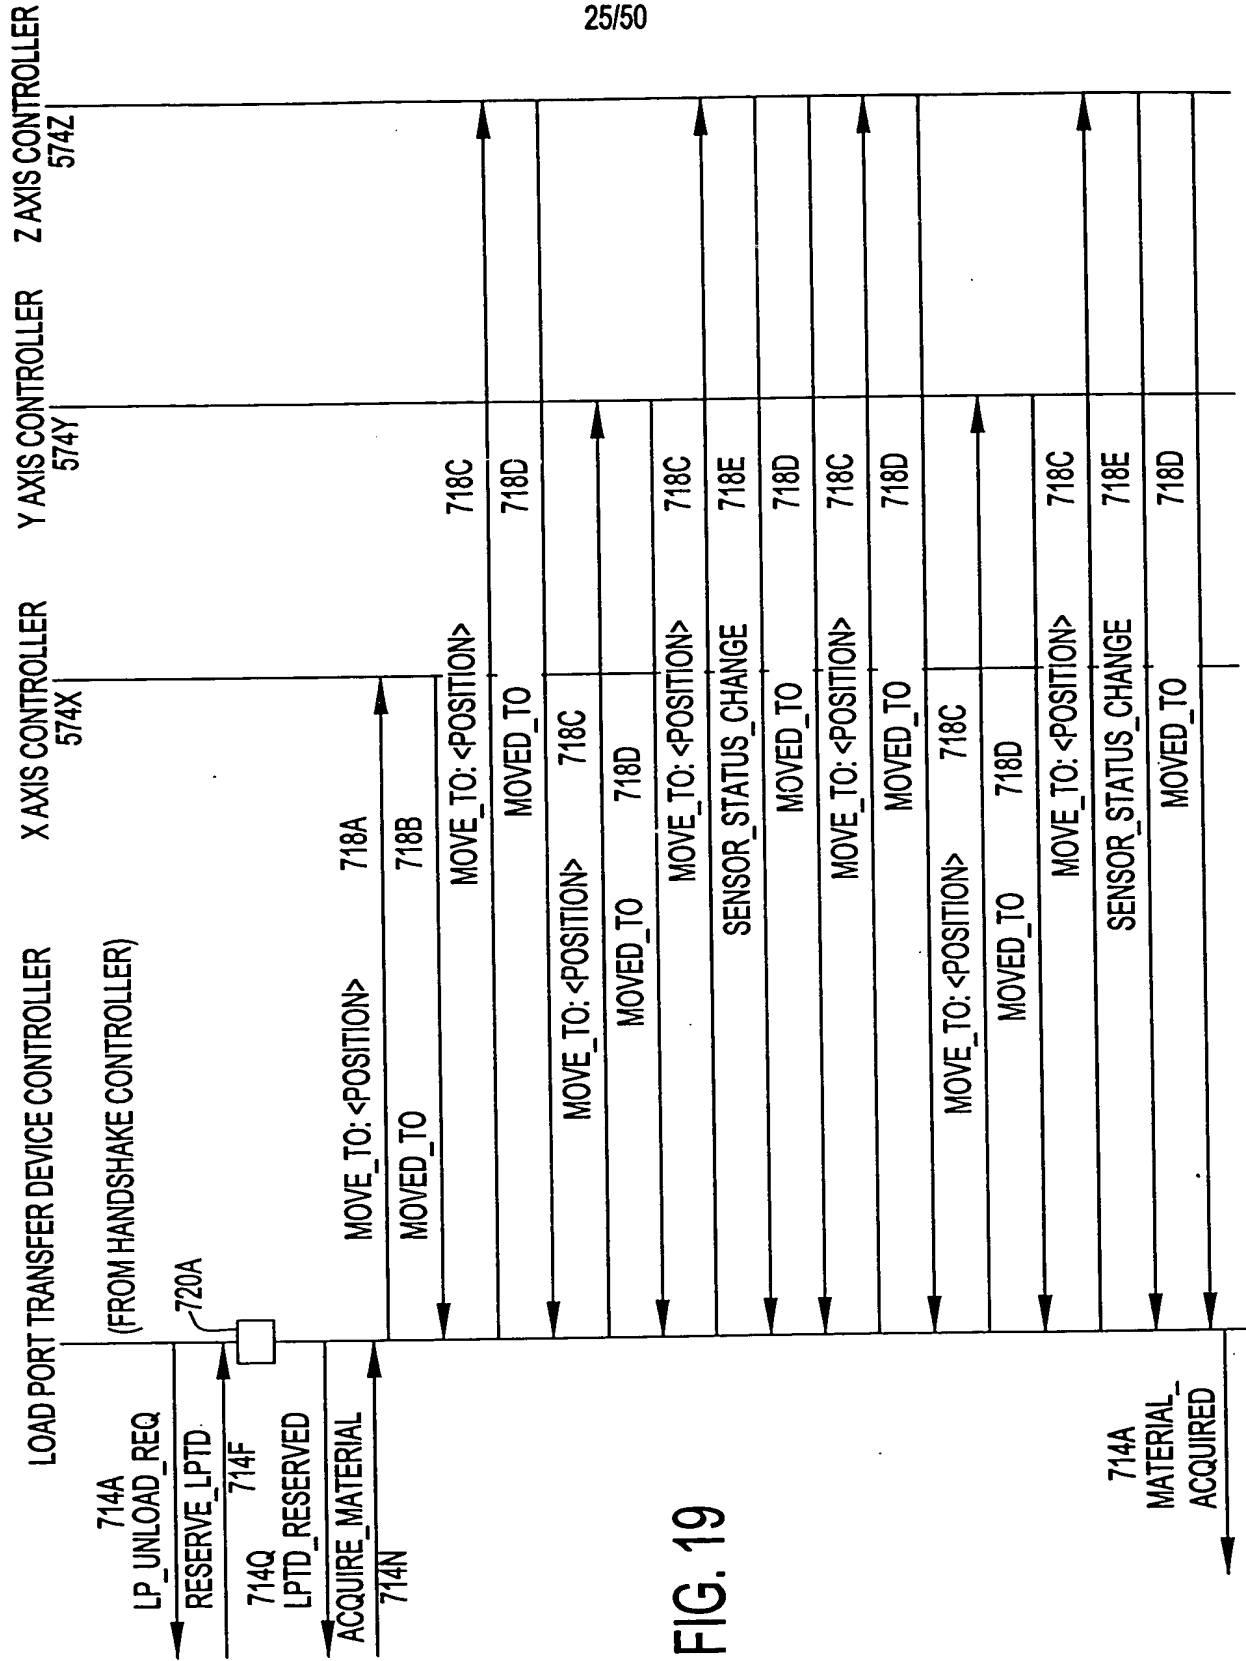 25/50
LOAD PORT TRANSFER DEVICE CONTROLLER
X AXIS CONTROLLER
574X
Y AXIS CONTROLLER
574Y
Z AXIS CONTROLLER
574Z
(FROM HANDSHAKE CONTROLLER)
714A
LP_UNLOAD_REQ
RESERVE_LPTD
714F
720A
714Q
LPTD_RESERVED
ACQUIRE_MATERIAL
714N
MOVE_TO: <POSITION> 718A
MOVED_TO 718B
MOVE_TO: <POSITION> 718C
MOVED_TO 718D
MOVE_TO: <POSITION> 718C
MOVED_TO 718D
MOVE_TO: <POSITION> 718C
SENSOR_STATUS_CHANGE 718E
MOVED_TO 718D
MOVE_TO: <POSITION> 718C
MOVED_TO 718D
MOVE_TO: <POSITION> 718C
MOVED_TO 718D
MOVE_TO: <POSITION> 718C
SENSOR_STATUS_CHANGE 718E
MOVED_TO 718D
714A
MATERIAL_
ACQUIRED
FIG. 19